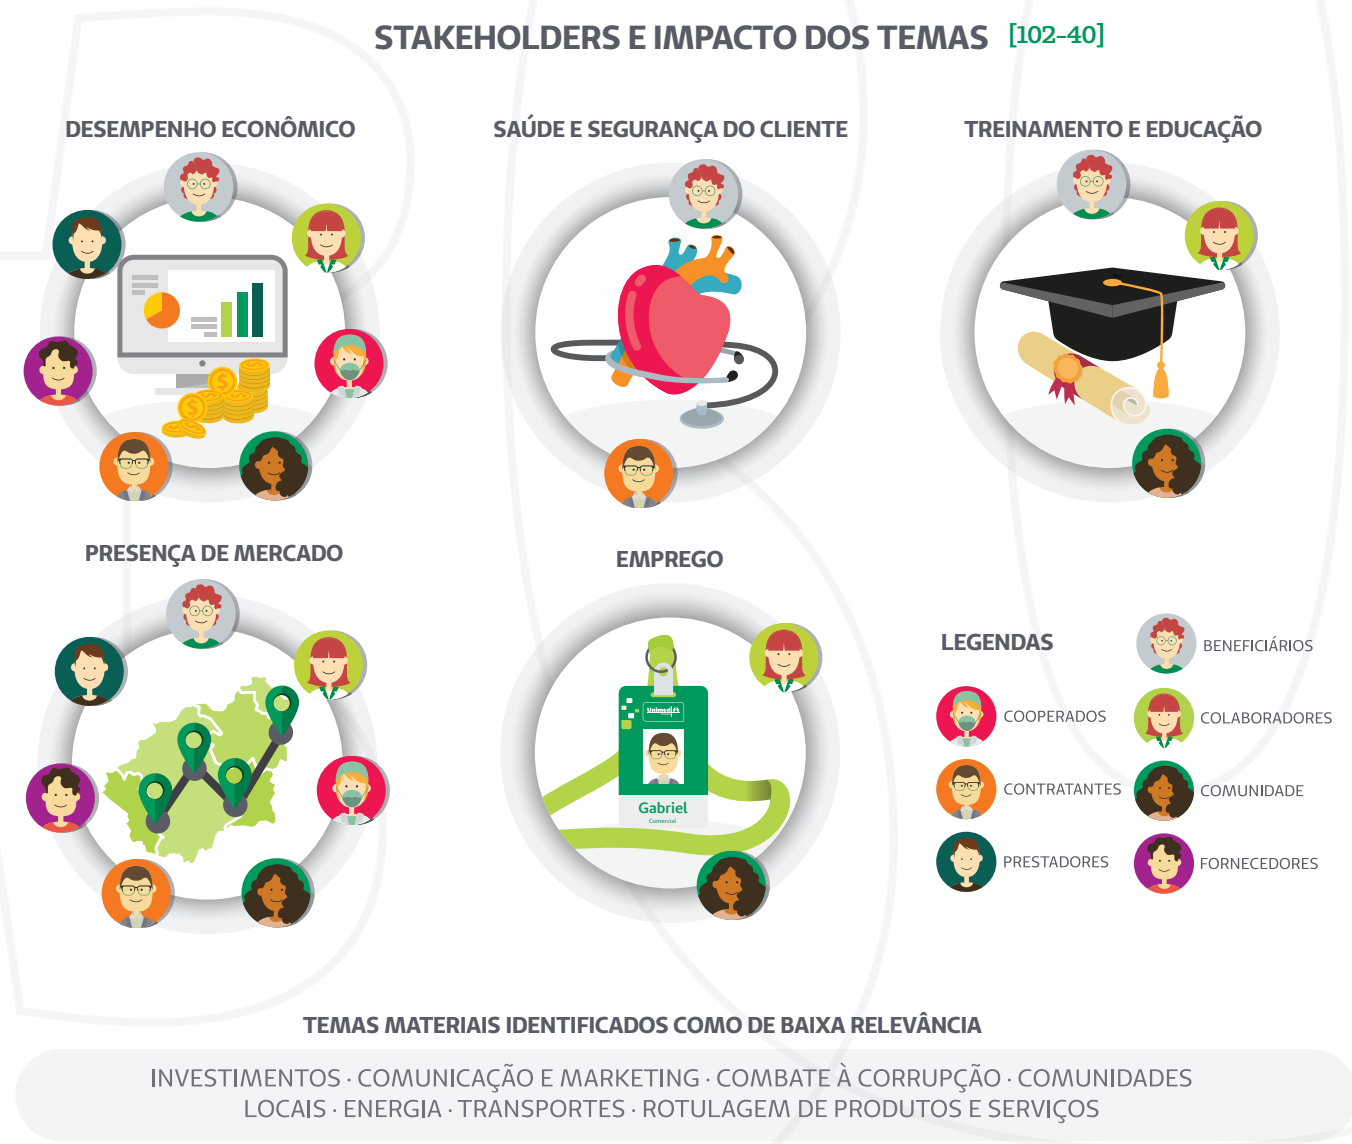 STAKEHOLDERS E IMPACTO DOS TEMAS [102-40]
DESEMPENHO ECONÔMICO
SAÚDE E SEGURANÇA DO CLIENTE
TREINAMENTO E EDUCAÇÃO
PRESENÇA DE MERCADO
EMPREGO
Unimed
Gabriel
Comercial
LEGENDAS
BENEFICIÁRIOS
COOPERADOS
COLABORADORES
CONTRATANTES
COMUNIDADE
PRESTADORES
FORNECEDORES
TEMAS MATERIAIS IDENTIFICADOS COMO DE BAIXA RELEVÂNCIA
INVESTIMENTOS · COMUNICAÇÃO E MARKETING · COMBATE À CORRUPÇÃO · COMUNIDADES
LOCAIS · ENERGIA · TRANSPORTES · ROTULAGEM DE PRODUTOS E SERVIÇOS